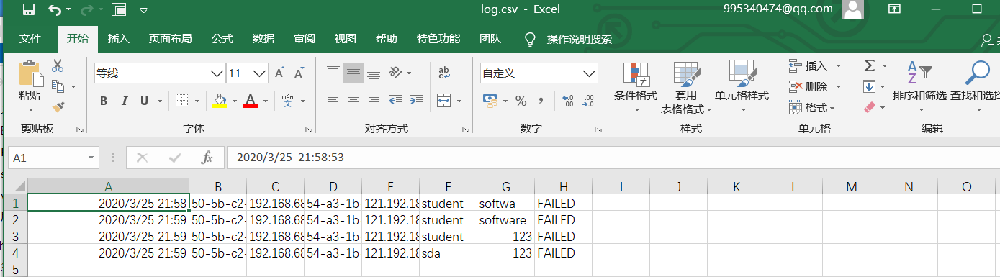 log.csv - Excel
995340474@qq.com
文件 开始 插入 页面布局 公式 数据 审阅 视图 帮助 特色功能 团队 操作说明搜索
粘贴
等线 11
B I U A wén 文
ab
自定义
% ,
条件格式 套用表格格式 单元格样式
插入
删除
格式
排序和筛选 查找和选择
剪贴板 字体 对齐方式 数字 样式 单元格 编辑
A1 fx 2020/3/25 21:58:53
A B C D E F G H I J K L M N O
1 2020/3/25 21:58 50-5b-c2- 192.168.68 54-a3-1b- 121.192.18 student softwa FAILED
2 2020/3/25 21:59 50-5b-c2- 192.168.68 54-a3-1b- 121.192.18 student software FAILED
3 2020/3/25 21:59 50-5b-c2- 192.168.68 54-a3-1b- 121.192.18 student 123 FAILED
4 2020/3/25 21:59 50-5b-c2- 192.168.68 54-a3-1b- 121.192.18 sda 123 FAILED
5